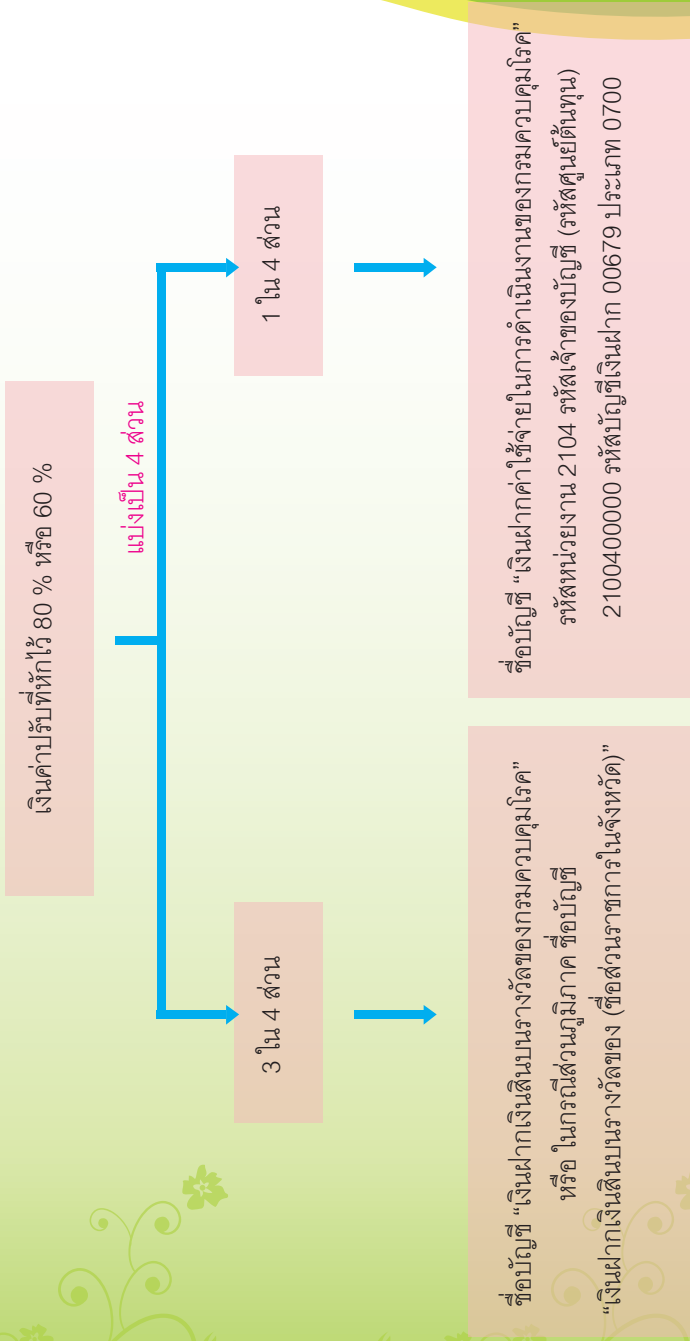 เงินค่าปรับที่หักไว้ 80 % หรือ 60 %
แบ่งเป็น 4 ส่วน
3 ใน 4 ส่วน
1 ใน 4 ส่วน
ชื่อบัญชี “เงินฝากเงินสินบนรางวัลของกรมควบคุมโรค”
หรือ ในกรณีส่วนภูมิภาค ชื่อบัญชี
“เงินฝากเงินสินบนรางวัลของ (ชื่อส่วนราชการในจังหวัด)”
ชื่อบัญชี “เงินฝากค่าใช้จ่ายในการดำเนินงานของกรมควบคุมโรค”
รหัสหน่วยงาน 2104 รหัสเจ้าของบัญชี (รหัสศูนย์ต้นทุน)
2100400000 รหัสบัญชีเงินฝาก 00679 ประเภท 0700